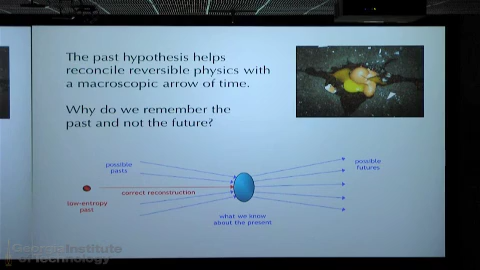 The past hypothesis helps
reconcile reversible physics with
a macroscopic arrow of time.
Why do we remember the
past and not the future?
possible
pasts
possible
futures
correct reconstruction
low-entropy
past
what we know
about the present
Institute
of Technology